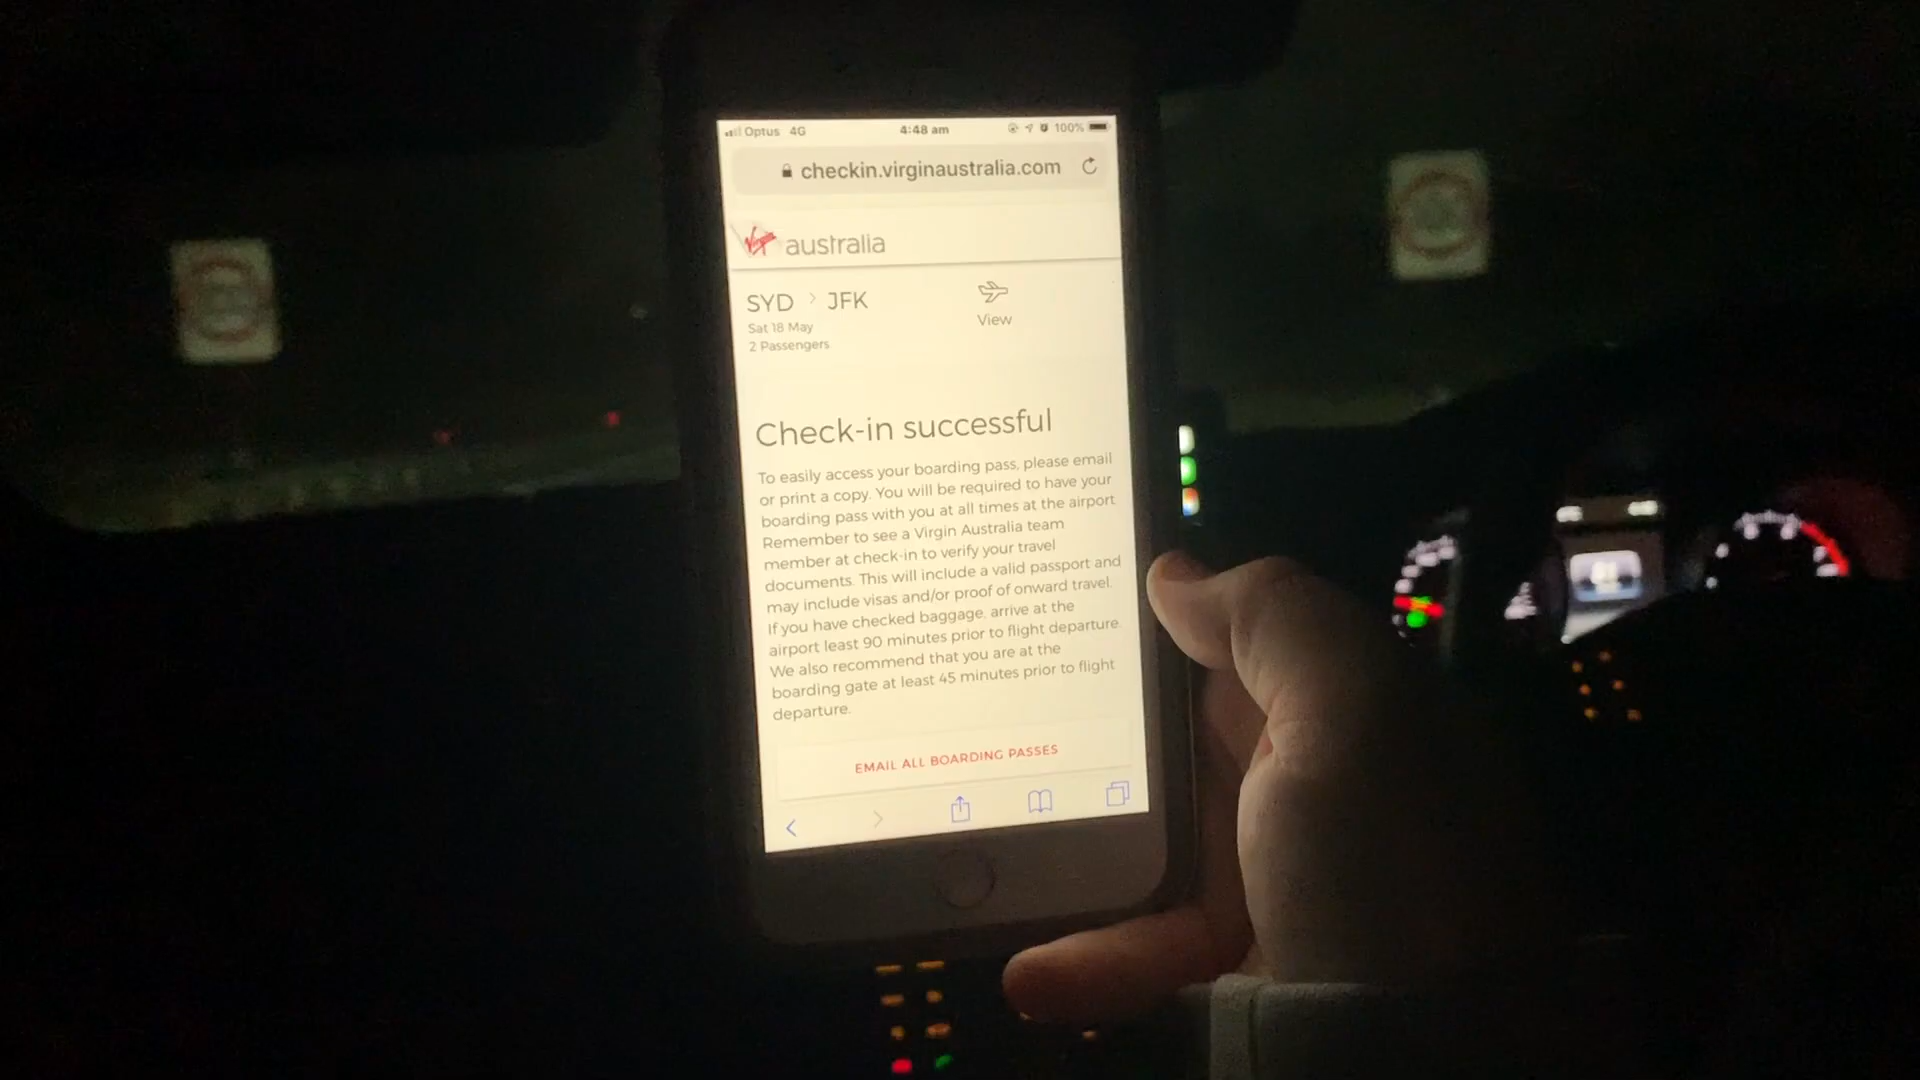 Optus 4G 4:48 am 100%
checkin.virginaustralia.com
Virgin australia
SYD > JFK
Sat 18 May
2 Passengers
View
Check-in successful
To easily access your boarding pass, please email
or print a copy. You will be required to have your
boarding pass with you at all times at the airport
Remember to see a Virgin Australia team
member at check-in to verify your travel
documents. This will include a valid passport and
may include visas and/or proof of onward travel.
If you have checked baggage, arrive at the
airport least 90 minutes prior to flight departure.
We also recommend that you are at the
boarding gate at least 45 minutes prior to flight
departure.
EMAIL ALL BOARDING PASSES